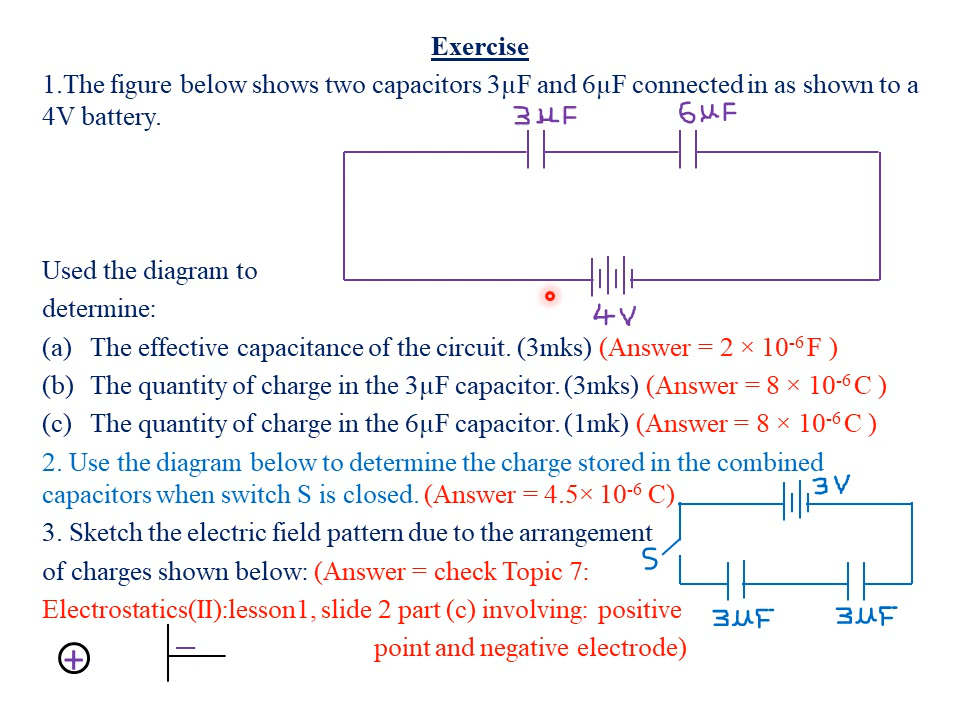 Exercise
1.The figure below shows two capacitors 3µF and 6µF connected in as shown to a
4V battery.
3µF 6µF
Used the diagram to
determine:
4V
(a) The effective capacitance of the circuit. (3mks) (Answer = 2 × 10⁻⁶ F )
(b) The quantity of charge in the 3µF capacitor. (3mks) (Answer = 8 × 10⁻⁶ C )
(c) The quantity of charge in the 6µF capacitor. (1mk) (Answer = 8 × 10⁻⁶ C )
2. Use the diagram below to determine the charge stored in the combined
capacitors when switch S is closed. (Answer = 4.5× 10⁻⁶ C)
3V
S
3µF 3µF
3. Sketch the electric field pattern due to the arrangement
of charges shown below: (Answer = check Topic 7:
Electrostatics(II):lesson1, slide 2 part (c) involving: positive
point and negative electrode)
+ −